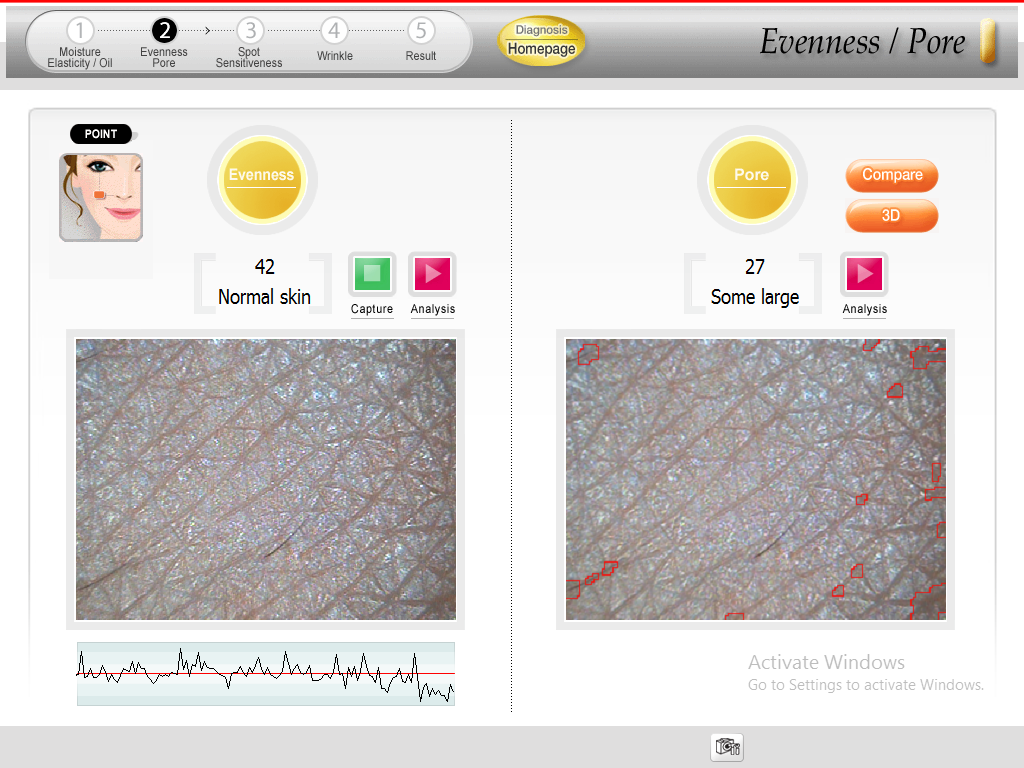 1
2
3
4
5
Moisture
Elasticity / Oil
Evenness
Pore
Spot
Sensitiveness
Wrinkle
Result
Diagnosis
Homepage
Evenness / Pore
POINT
Evenness
42
Normal skin
Capture
Analysis
Pore
Compare
3D
27
Some large
Analysis
Activate Windows
Go to Settings to activate Windows.